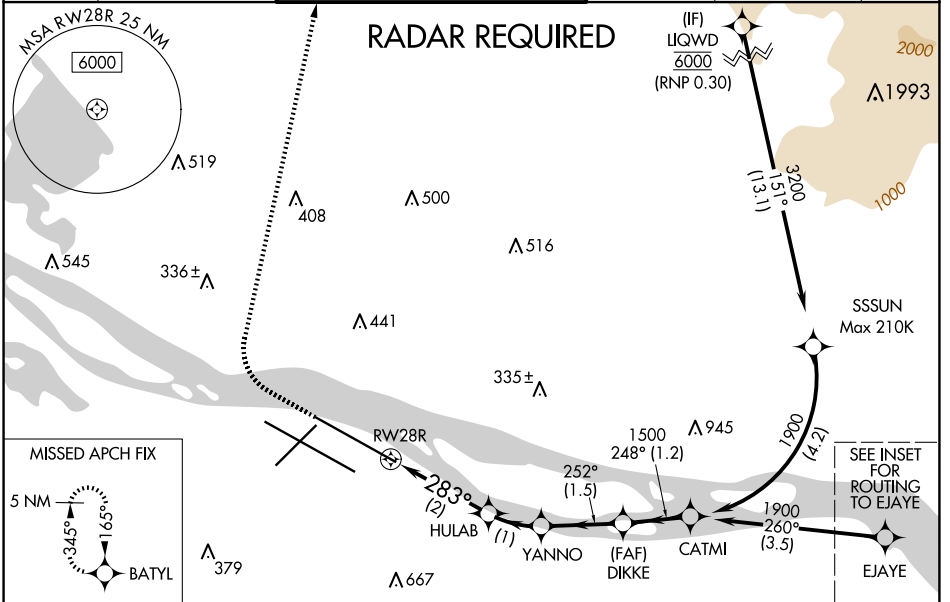 MSA RW28R 25 NM
6000
RADAR REQUIRED
(IF)
LIQWD
6000
(RNP 0.30)
2000
1993
1000
519
408
500
516
545
336 ±
441
335 ±
3200
151°
(13.1)
SSSUN
Max 210K
945
1900
(4.2)
RW28R
1500
248° (1.2)
252°
(1.5)
283°
(2)
HULAB
(1)
YANNO
(FAF)
DIKKE
CATMI
SEE INSET
FOR
ROUTING
TO EJAYE
1900
260°
(3.5)
EJAYE
MISSED APCH FIX
5 NM
345°
165°
BATYL
379
667